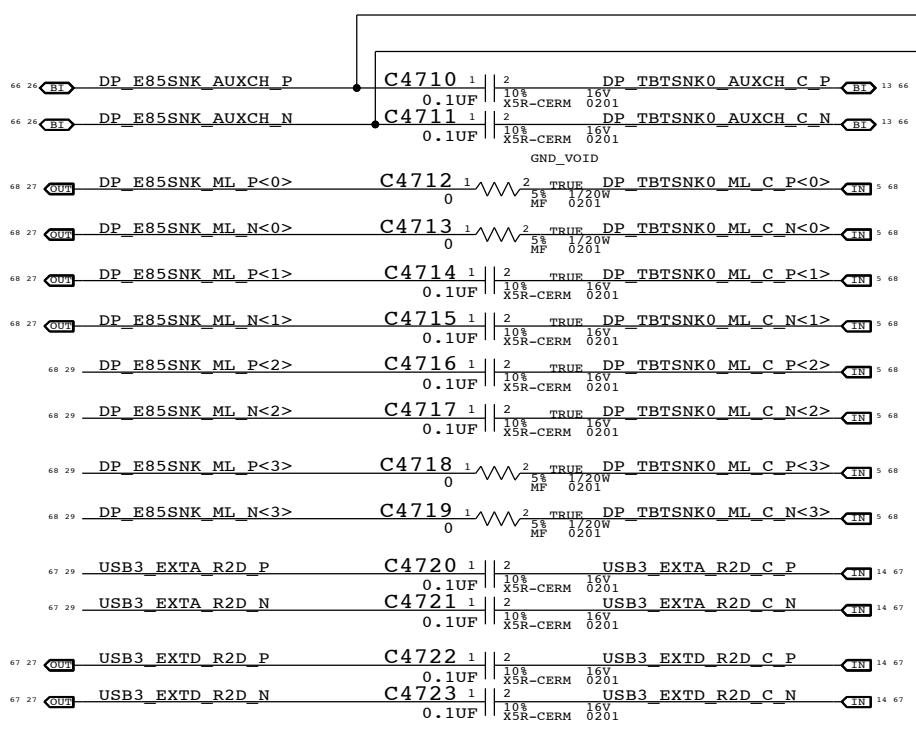 66 26 BI DP_E85SNK_AUXCH_P C4710 1 2 DP_TBTSNK0_AUXCH_C_P BI 13 66
0.1UF 10% 16V
X5R-CERM 0201
66 26 BI DP_E85SNK_AUXCH_N C4711 1 2 DP_TBTSNK0_AUXCH_C_N BI 13 66
0.1UF 10% 16V
X5R-CERM 0201
GND_VOID
68 27 OUT DP_E85SNK_ML_P<0> C4712 1 2 TRUE DP_TBTSNK0_ML_C_P<0> IN 5 68
0 5% 1/20W
MF 0201
68 27 OUT DP_E85SNK_ML_N<0> C4713 1 2 TRUE DP_TBTSNK0_ML_C_N<0> IN 5 68
0 5% 1/20W
MF 0201
68 27 OUT DP_E85SNK_ML_P<1> C4714 1 2 TRUE DP_TBTSNK0_ML_C_P<1> IN 5 68
0.1UF 10% 16V
X5R-CERM 0201
68 27 OUT DP_E85SNK_ML_N<1> C4715 1 2 TRUE DP_TBTSNK0_ML_C_N<1> IN 5 68
0.1UF 10% 16V
X5R-CERM 0201
68 29 DP_E85SNK_ML_P<2> C4716 1 2 TRUE DP_TBTSNK0_ML_C_P<2> IN 5 68
0.1UF 10% 16V
X5R-CERM 0201
68 29 DP_E85SNK_ML_N<2> C4717 1 2 TRUE DP_TBTSNK0_ML_C_N<2> IN 5 68
0.1UF 10% 16V
X5R-CERM 0201
68 29 DP_E85SNK_ML_P<3> C4718 1 2 TRUE DP_TBTSNK0_ML_C_P<3> IN 5 68
0 5% 1/20W
MF 0201
68 29 DP_E85SNK_ML_N<3> C4719 1 2 TRUE DP_TBTSNK0_ML_C_N<3> IN 5 68
0 5% 1/20W
MF 0201
67 29 USB3_EXTA_R2D_P C4720 1 2 USB3_EXTA_R2D_C_P IN 14 67
0.1UF 10% 16V
X5R-CERM 0201
67 29 USB3_EXTA_R2D_N C4721 1 2 USB3_EXTA_R2D_C_N IN 14 67
0.1UF 10% 16V
X5R-CERM 0201
67 27 OUT USB3_EXTD_R2D_P C4722 1 2 USB3_EXTD_R2D_C_P IN 14 67
0.1UF 10% 16V
X5R-CERM 0201
67 27 OUT USB3_EXTD_R2D_N C4723 1 2 USB3_EXTD_R2D_C_N IN 14 67
0.1UF 10% 16V
X5R-CERM 0201